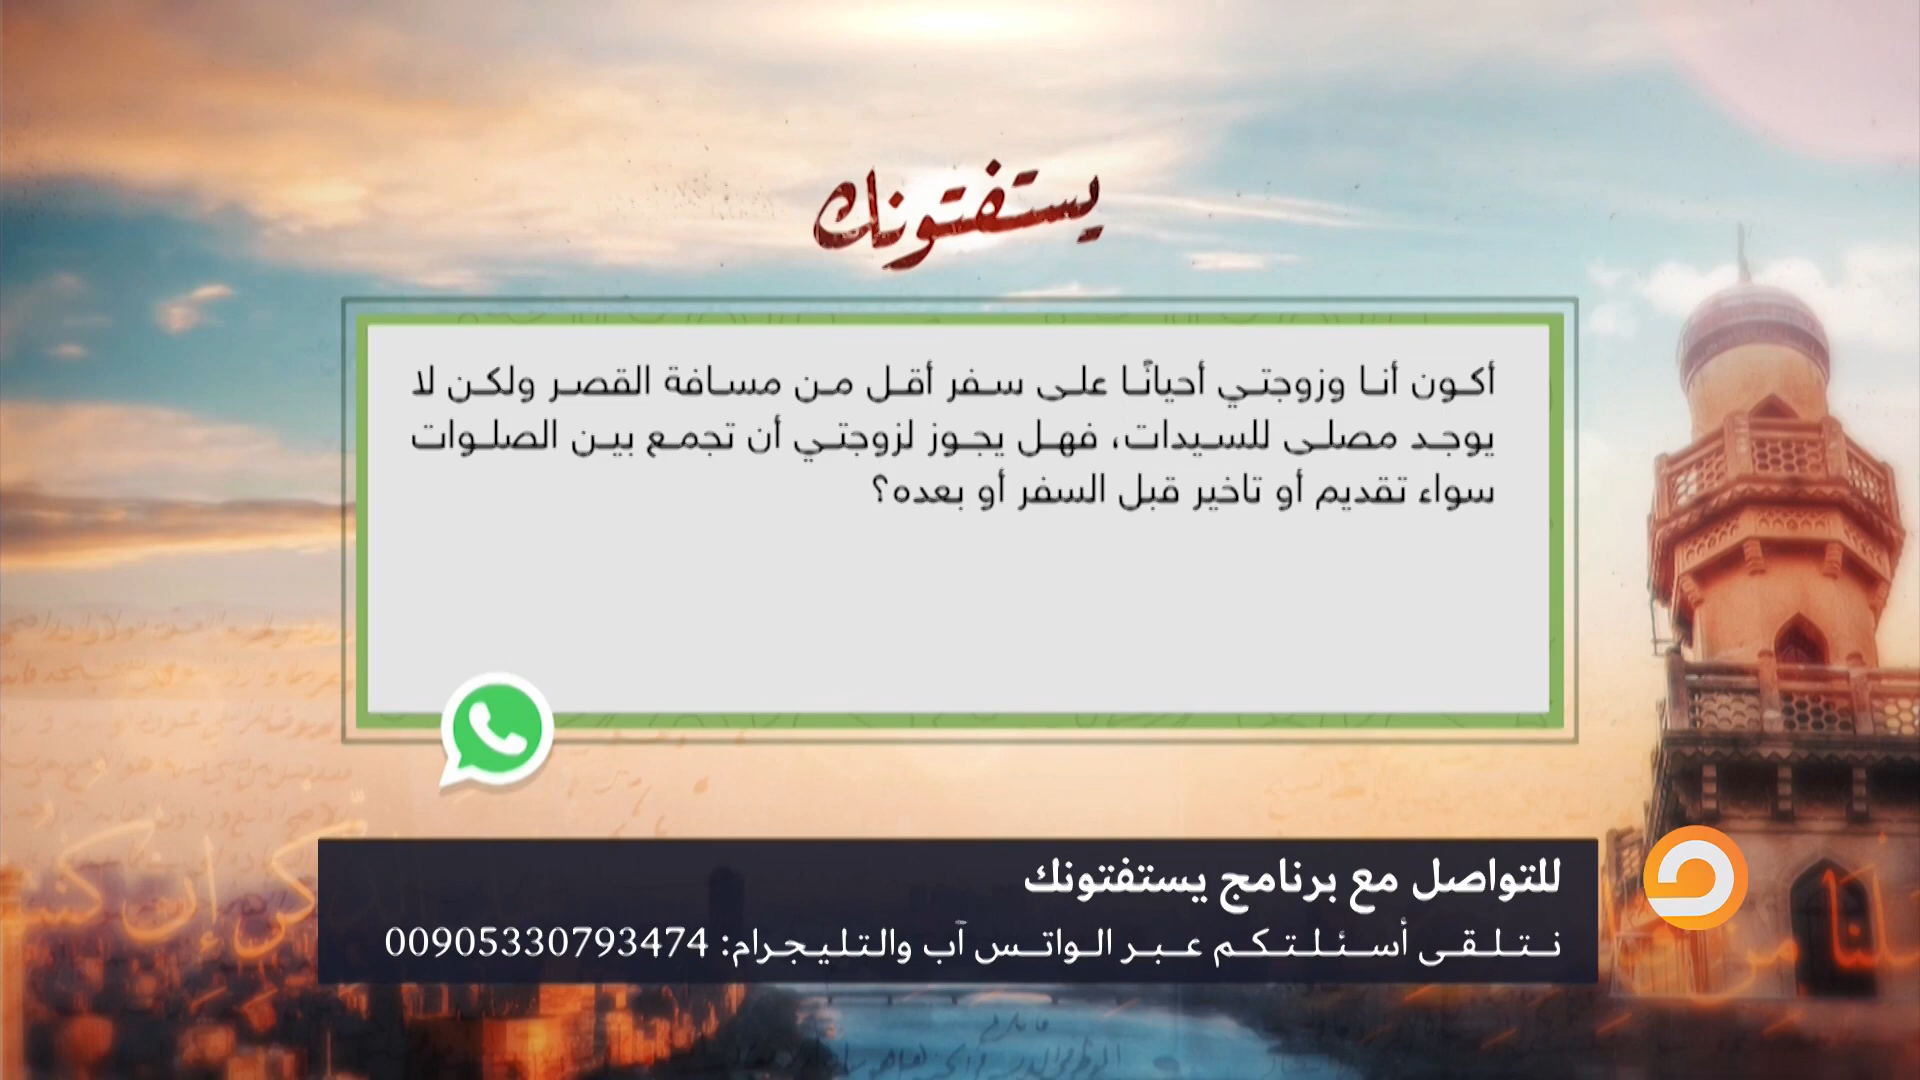 يستفتونك
أكون أنا وزوجتي أحيانًا على سفر أقل من مسافة القصر ولكن لا
يوجد مصلى للسيدات، فهل يجوز لزوجتي أن تجمع بين الصلوات
سواء تقديم أو تاخير قبل السفر أو بعده؟
للتواصل مع برنامج يستفتونك
نتلقى أسئلتكم عبر الواتس آب والتليجرام: 00905330793474